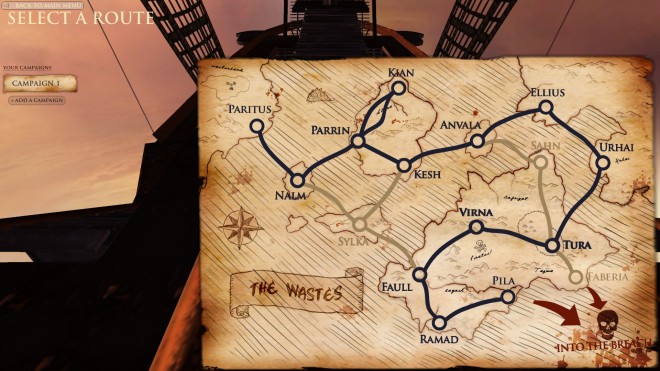 BACK TO MAIN MENU
SELECT A ROUTE
YOUR CAMPAIGNS
CAMPAIGN 1
+ADD A CAMPAIGN
KIAN
ELLIUS
PARITUS
PARRIN
ANVALA
SAHN
URHAI
KESH
NALM
VIRNA
SYLKA
TURA
FAULL
PILA
FABERIA
THE WASTES
RAMAD
INTO THE BREACH